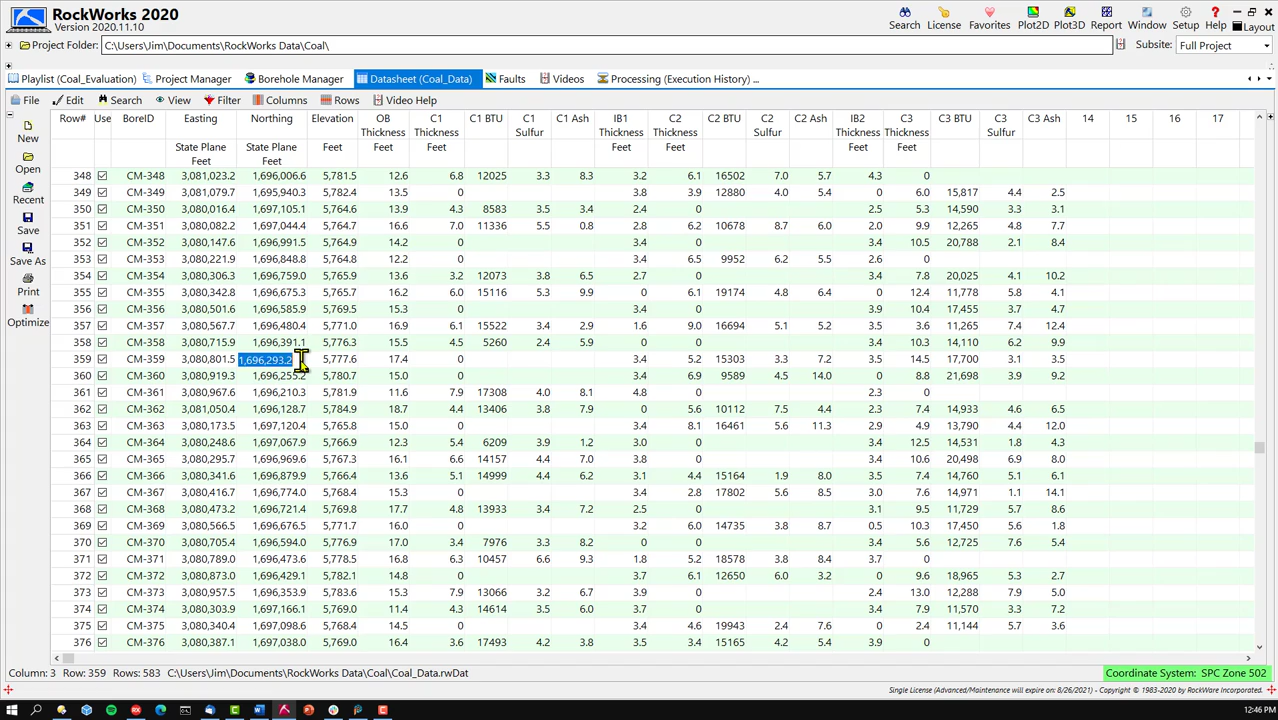 RockWorks 2020
Version 2020.11.10
Search License Favorites Plot2D Plot3D Report Window Setup Help Layout
Project Folder: C:\Users\Jim\Documents\RockWorks Data\Coal\ Subsite: Full Project
Playlist (Coal_Evaluation) Project Manager Borehole Manager Datasheet (Coal_Data) Faults Videos Processing (Execution History) ...
File Edit Search View Filter Columns Rows Video Help
New
Open
Recent
Save
Save As
Print
Optimize
Row# Use BoreID Easting Northing Elevation OB Thickness C1 Thickness C1 BTU C1 Sulfur C1 Ash IB1 Thickness C2 Thickness C2 BTU C2 Sulfur C2 Ash IB2 Thickness C3 Thickness C3 BTU C3 Sulfur C3 Ash 14 15 16 17
State Plane Feet State Plane Feet Feet Feet Feet Feet Feet Feet Feet
348 CM-348 3,081,023.2 1,696,006.6 5,781.5 12.6 6.8 12025 3.3 8.3 3.2 6.1 16502 7.0 5.7 4.3 0
349 CM-349 3,081,079.7 1,695,940.3 5,782.4 13.5 0 3.8 3.9 12880 4.0 5.4 0 6.0 15,817 4.4 2.5
350 CM-350 3,080,016.4 1,697,105.1 5,764.6 13.9 4.3 8583 3.5 3.4 2.4 0 2.5 5.3 14,590 3.3 3.1
351 CM-351 3,080,082.2 1,697,044.4 5,764.7 16.6 7.0 11336 5.5 0.8 2.8 6.2 10678 8.7 6.0 2.0 9.9 12,265 4.8 7.7
352 CM-352 3,080,147.6 1,696,991.5 5,764.9 14.2 0 3.4 0 3.4 10.5 20,788 2.1 8.4
353 CM-353 3,080,221.9 1,696,848.8 5,764.8 12.2 0 3.4 6.5 9952 6.2 5.5 2.6 0
354 CM-354 3,080,306.3 1,696,759.0 5,765.9 13.6 3.2 12073 3.8 6.5 2.7 0 3.4 7.8 20,025 4.1 10.2
355 CM-355 3,080,342.8 1,696,675.3 5,765.7 16.2 6.0 15116 5.3 9.9 0 6.1 19174 4.8 6.4 0 12.4 11,778 5.8 4.1
356 CM-356 3,080,501.6 1,696,585.9 5,769.5 15.3 0 3.4 0 3.5 17.3 17,455 3.7 4.7
357 CM-357 3,080,567.7 1,696,480.4 5,771.0 16.9 6.1 15522 3.4 2.9 1.6 9.0 16694 5.1 5.2 3.5 3.6 11,265 7.4 12.4
358 CM-358 3,080,715.9 1,696,391.1 5,776.3 15.5 4.5 5260 2.4 5.9 0 0 3.4 10.3 14,110 6.2 9.9
359 CM-359 3,080,801.5 1,696,293.2 5,777.6 17.4 0 3.4 5.2 15303 3.3 7.2 3.5 14.5 17,700 3.1 3.5
360 CM-360 3,080,919.3 1,696,255.2 5,780.7 15.0 0 3.4 6.9 9589 4.5 14.0 0 8.8 21,698 3.9 9.2
361 CM-361 3,080,967.6 1,696,210.3 5,781.9 11.6 7.9 17308 4.0 8.1 4.8 0 2.3 0
362 CM-362 3,081,050.4 1,696,128.7 5,784.9 18.7 4.4 13406 3.8 7.9 0 5.6 10112 7.5 4.4 2.3 7.4 14,933 4.6 6.5
363 CM-363 3,080,173.5 1,697,120.4 5,765.8 15.0 0 3.4 8.1 16461 5.6 11.3 2.9 4.9 13,790 4.4 12.0
364 CM-364 3,080,248.6 1,697,067.9 5,766.9 12.3 5.4 6209 3.9 1.2 3.0 0 3.4 12.5 14,531 1.8 4.3
365 CM-365 3,080,295.7 1,696,969.6 5,767.3 16.1 6.6 14157 4.4 7.0 3.8 0 3.4 10.6 20,498 6.9 8.0
366 CM-366 3,080,341.6 1,696,879.9 5,766.4 13.6 5.1 14999 3.4 6.2 3.1 4.4 15164 1.9 8.0 3.5 7.4 14,760 5.1 6.1
367 CM-367 3,080,416.7 1,696,774.0 5,768.4 15.3 0 3.4 2.8 17802 5.6 8.5 3.0 7.6 14,971 1.1 14.1
368 CM-368 3,080,473.2 1,696,721.4 5,769.8 17.7 4.8 13933 3.4 7.2 2.5 0 3.1 9.5 11,729 5.7 8.6
369 CM-369 3,080,566.5 1,696,676.5 5,771.7 16.0 0 3.2 6.0 14735 3.8 8.7 0.5 10.3 17,450 5.6 1.8
370 CM-370 3,080,705.4 1,696,594.0 5,776.9 17.0 3.4 7976 3.3 8.2 0 0 3.4 5.6 12,725 7.6 5.4
371 CM-371 3,080,789.0 1,696,473.6 5,778.5 16.8 6.3 10457 6.6 9.3 1.8 5.2 18578 3.8 8.4 3.7 0
372 CM-372 3,080,873.0 1,696,429.1 5,782.1 14.8 0 3.7 6.1 12650 6.0 3.2 0 9.6 18,965 5.3 2.7
373 CM-373 3,080,957.5 1,696,353.9 5,783.6 15.3 7.9 13066 3.2 6.7 3.9 0 2.4 13.0 12,288 7.9 5.0
374 CM-374 3,080,303.9 1,697,166.1 5,769.0 11.4 4.3 14614 3.5 6.0 3.7 0 3.4 7.9 11,570 3.3 7.2
375 CM-375 3,080,340.4 1,697,098.6 5,769.0 14.5 0 3.4 4.6 19943 2.4 7.6 0 2.4 11,144 5.7 3.6
376 CM-376 3,080,387.1 1,697,038.0 5,769.0 16.4 3.6 17493 4.2 3.8 3.5 3.4 15165 4.2 5.4 3.9 0
Column: 3 Row: 359 Rows: 583 C:\Users\Jim\Documents\RockWorks Data\Coal\Coal_Data.rwDat Coordinate System: SPC Zone 502
Single License (Advanced/Maintenance will expire on: 8/26/2021) - Copyright © 1983-2020 by RockWare Incorporated.
12:46 PM